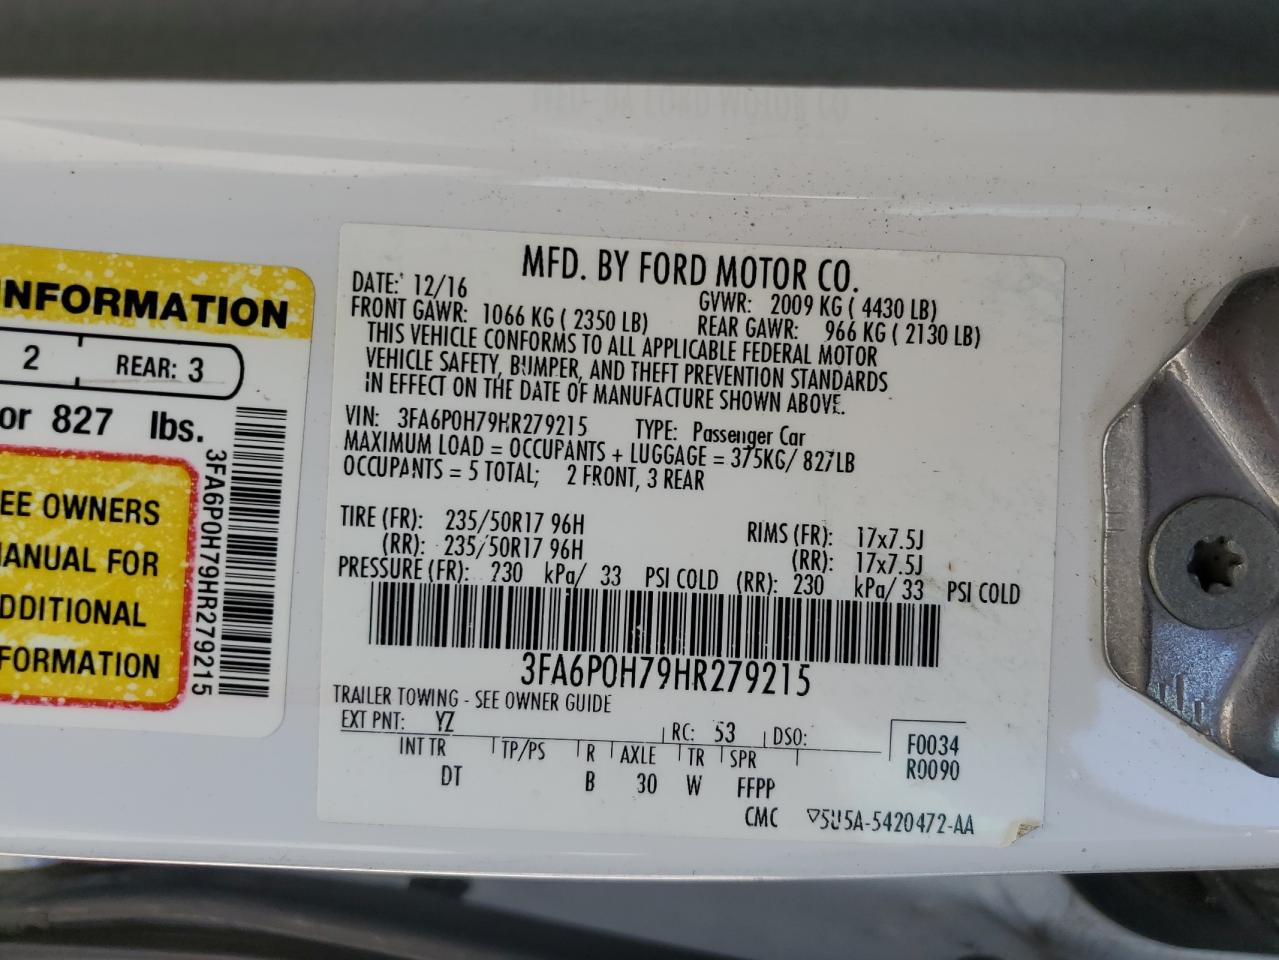 NFORMATION
2 REAR: 3
or 827 lbs.
EE OWNERS
MANUAL FOR
DDITIONAL
FORMATION
3FA6P0H79HR279215
MFD. BY FORD MOTOR CO.
DATE: 12/16 GVWR: 2009 KG ( 4430 LB)
FRONT GAWR: 1066 KG ( 2350 LB) REAR GAWR: 966 KG ( 2130 LB)
THIS VEHICLE CONFORMS TO ALL APPLICABLE FEDERAL MOTOR
VEHICLE SAFETY, BUMPER, AND THEFT PREVENTION STANDARDS
IN EFFECT ON THE DATE OF MANUFACTURE SHOWN ABOVE.
VIN: 3FA6P0H79HR279215 TYPE: Passenger Car
MAXIMUM LOAD = OCCUPANTS + LUGGAGE = 375KG/ 827LB
OCCUPANTS = 5 TOTAL; 2 FRONT, 3 REAR
TIRE (FR): 235/50R17 96H RIMS (FR): 17x7.5J
(RR): 235/50R17 96H (RR): 17x7.5J
PRESSURE (FR): 230 kPa/ 33 PSI COLD (RR): 230 kPa/ 33 PSI COLD
3FA6P0H79HR279215
TRAILER TOWING - SEE OWNER GUIDE
EXT PNT: YZ RC: 53 DSO:
INT TR TP/PS R AXLE TR SPR F0034
DT B 30 W FFPP R0090
CMC ▽5U5A-5420472-AA